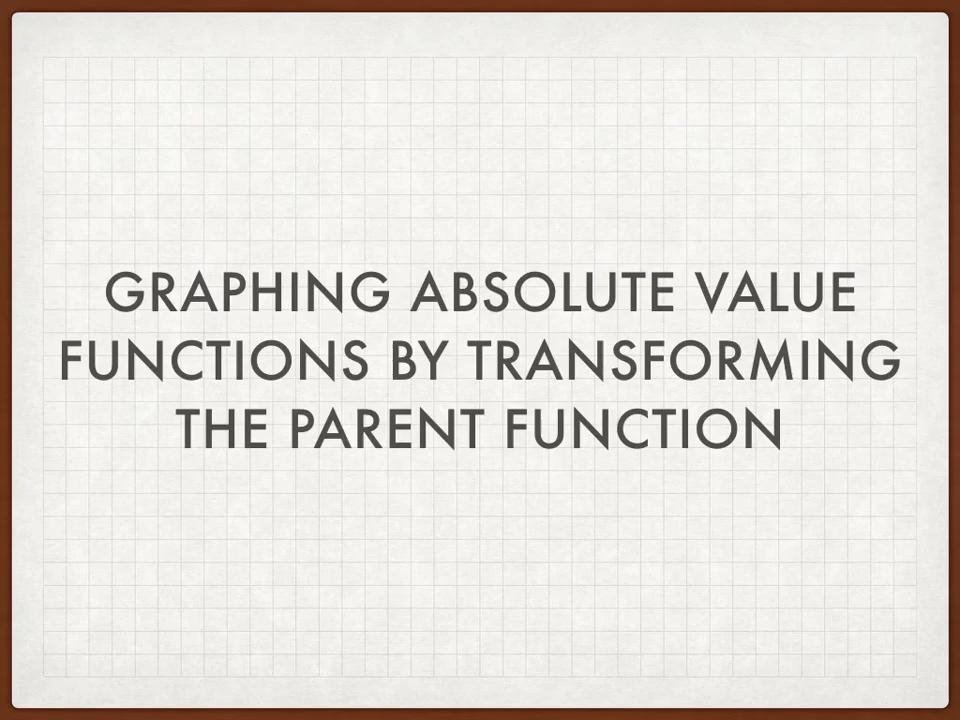 GRAPHING ABSOLUTE VALUE
FUNCTIONS BY TRANSFORMING
THE PARENT FUNCTION